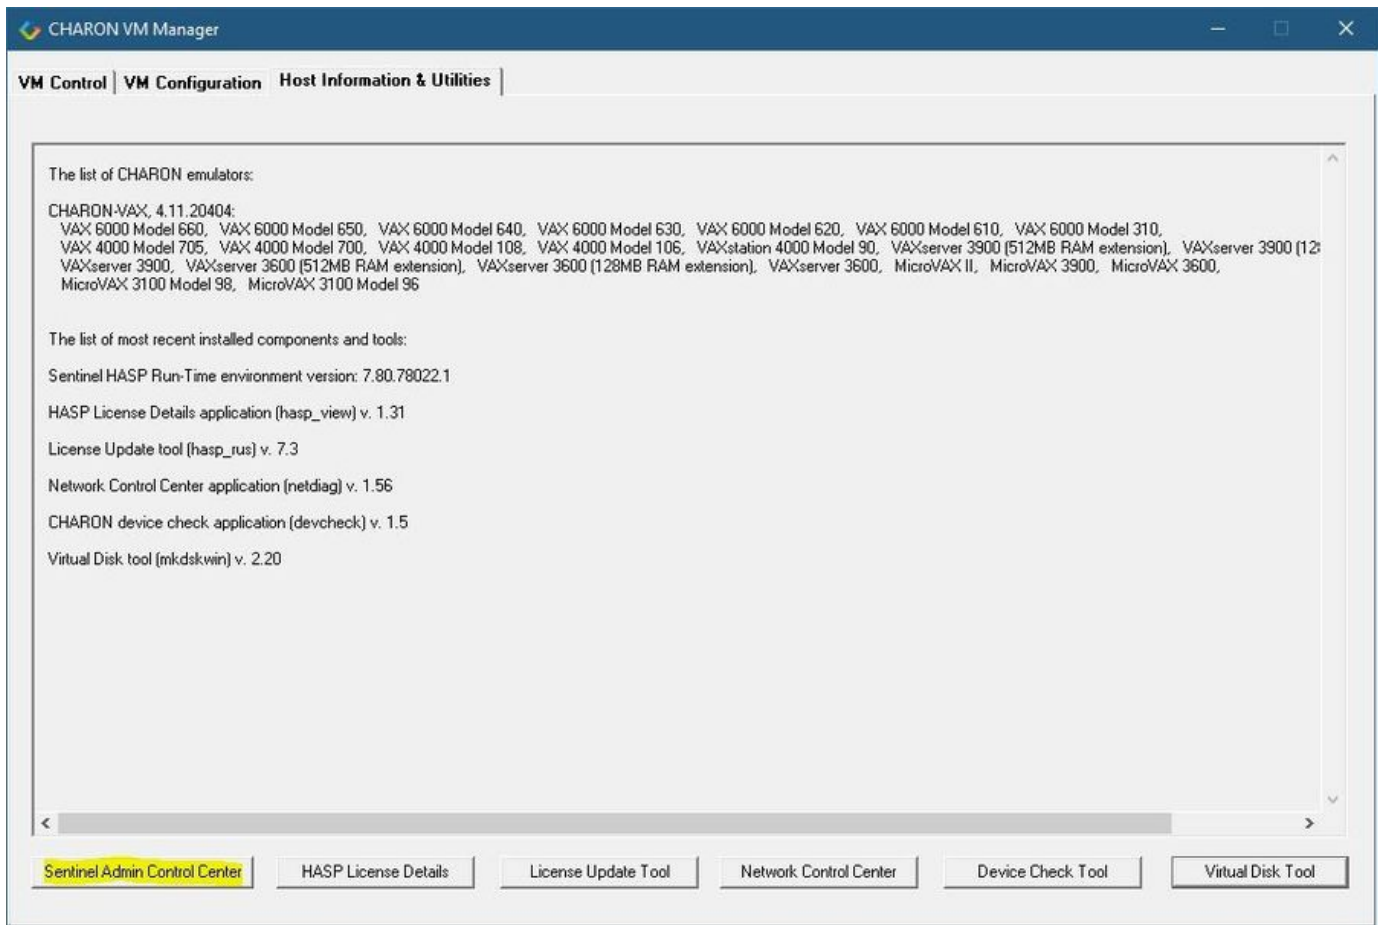 CHARON VM Manager
VM Control
VM Configuration
Host Information & Utilities
The list of CHARON emulators:
CHARON-VAX, 4.11.20404:
VAX 6000 Model 660, VAX 6000 Model 650, VAX 6000 Model 640, VAX 6000 Model 630, VAX 6000 Model 620, VAX 6000 Model 610, VAX 6000 Model 310,
VAX 4000 Model 705, VAX 4000 Model 700, VAX 4000 Model 108, VAX 4000 Model 106, VAXstation 4000 Model 90, VAXserver 3900 (512MB RAM extension), VAXserver 3900 (12
VAXserver 3900, VAXserver 3600 (512MB RAM extension), VAXserver 3600 (128MB RAM extension), VAXserver 3600, MicroVAX II, MicroVAX 3900, MicroVAX 3600,
MicroVAX 3100 Model 98, MicroVAX 3100 Model 96
The list of most recent installed components and tools:
Sentinel HASP Run-Time environment version: 7.80.78022.1
HASP License Details application (hasp_view) v. 1.31
License Update tool (hasp_rus) v. 7.3
Network Control Center application (netdiag) v. 1.56
CHARON device check application (devcheck) v. 1.5
Virtual Disk tool (mkdskwin) v. 2.20
Sentinel Admin Control Center
HASP License Details
License Update Tool
Network Control Center
Device Check Tool
Virtual Disk Tool